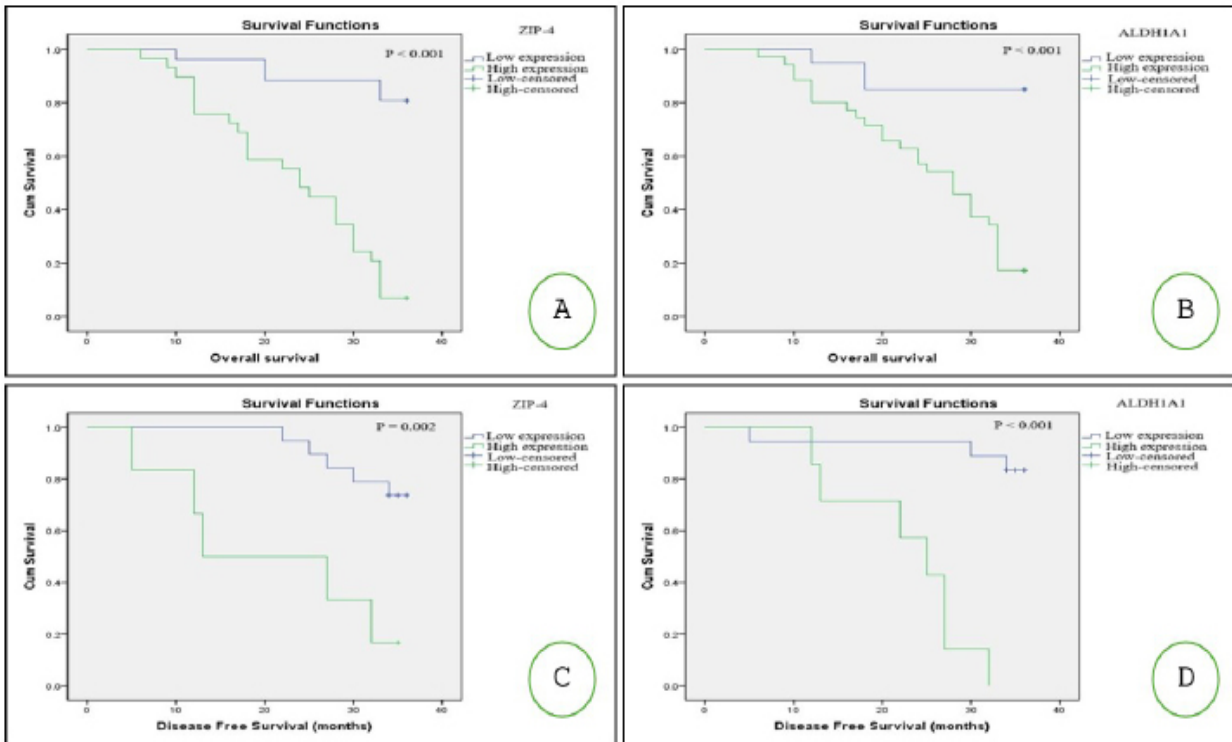 Survival Functions
ZIP-4
P < 0.001
Low expression
High expression
Low-censored
High-censored
Cum Survival
1.0
0.8
0.6
0.4
0.2
0.0
0
10
20
30
40
Overall survival
A
Survival Functions
ALDH1A1
P < 0.001
Low expression
High expression
Low-censored
High-censored
Cum Survival
1.0
0.8
0.6
0.4
0.2
0.0
0
10
20
30
40
Overall survival
B
Survival Functions
ZIP-4
P = 0.002
Low expression
High expression
Low-censored
High-censored
Cum Survival
1.0
0.8
0.6
0.4
0.2
0.0
0
10
20
30
40
Disease Free Survival (months)
C
Survival Functions
ALDH1A1
P < 0.001
Low expression
High expression
Low-censored
High-censored
Cum Survival
1.0
0.8
0.6
0.4
0.2
0.0
0
10
20
30
40
Disease Free Survival (months)
D